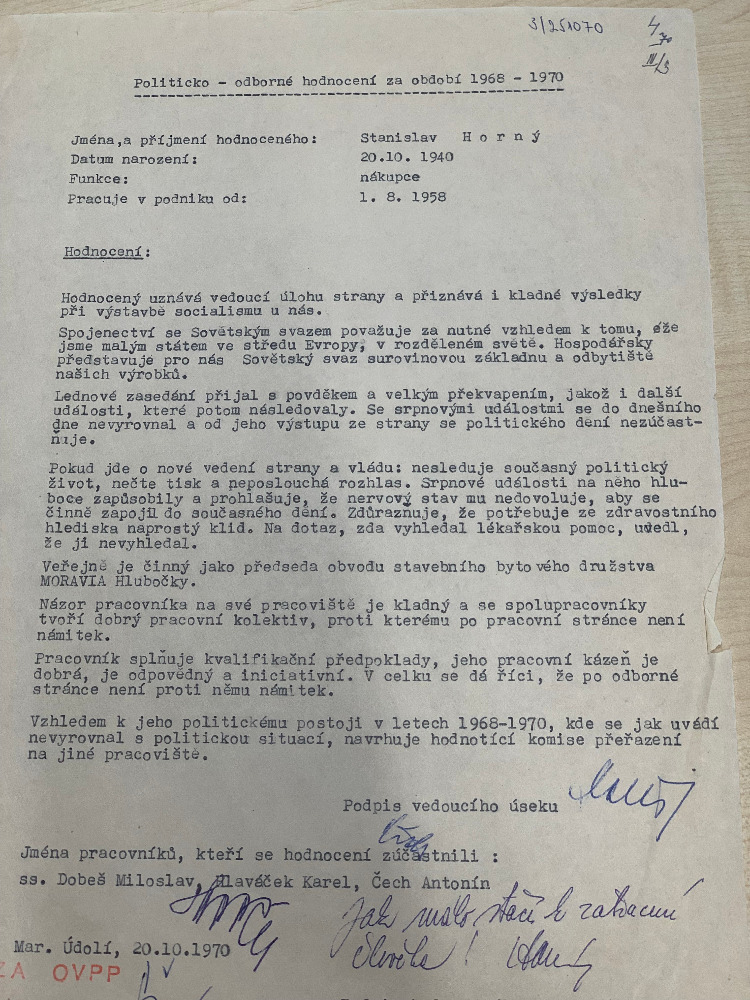 3/251070
4/70
III/3
Politicko - odborné hodnocení za období 1968 - 1970
Jména,a příjmení hodnoceného: Stanislav H o r n ý
Datum narození: 20.10. 1940
Funkce: nákupce
Pracuje v podniku od: 1. 8. 1958
Hodnocení:
Hodnocený uznává vedoucí úlohu strany a přiznává i kladné výsledky
při výstavbě socialismu u nás.
Spojenectví se Sovětským svazem považuje za nutné vzhledem k tomu, že
jsme malým státem ve středu Evropy, v rozděleném světě. Hospodářsky
představuje pro nás Sovětský svaz surovinovou základnu a odbytiště
našich výrobků.
Lednové zasedání přijal s povděkem a velkým překvapením, jakož i další
události, které potom následovaly. Se srpnovými událostmi se do dnešního
dne nevyrovnal a od jeho výstupu ze strany se politického dění nezúčast-
ňuje.
Pokud jde o nové vedení strany a vládu: nesleduje současný politický
život, nečte tisk a neposlouchá rozhlas. Srpnové události na něho hlu-
boce zapůsobily a prohlašuje, že nervový stav mu nedovoluje, aby se
činně zapojil do současného dění. Zdůrazňuje, že potřebuje ze zdravostního
hlediska naprostý klid. Na dotaz, zda vyhledal lékařskou pomoc, uvedl,
že ji nevyhledal.
Veřejně je činný jako předseda obvodu stavebního bytového družstva
MORAVIA Hlubočky.
Názor pracovníka na své pracoviště je kladný a se spolupracovníky
tvoří dobrý pracovní kolektiv, proti kterému po pracovní stránce není
námitek.
Pracovník splňuje kvalifikační předpoklady, jeho pracovní kázeň je
dobrá, je odpovědný a iniciativní. V celku se dá říci, že po odborné
stránce není proti němu námitek.
Vzhledem k jeho politickému postoji v letech 1968-1970, kde se jak uvádí
nevyrovnal s politickou situací, navrhuje hodnotící komise přeřazení
na jiné pracoviště.
Podpis vedoucího úseku
Jména pracovníků, kteří se hodnocení zúčastnili :
ss. Dobeš Miloslav, Hlaváček Karel, Čech Antonín
Jak málo stačí k zatracení
člověka! Horný
Mar. Údolí, 20.10.1970
ZA OVPP